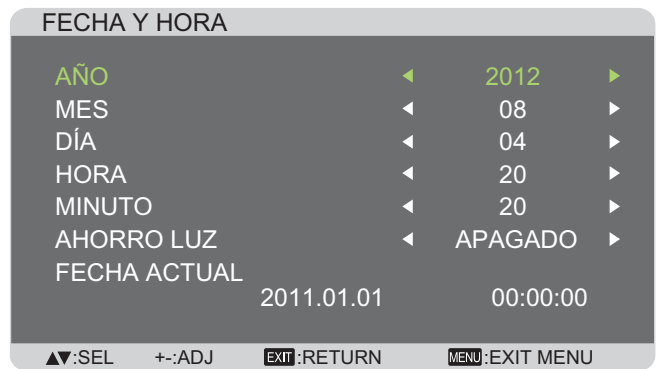 FECHA Y HORA
AÑO ◀ 2012 ▶
MES ◀ 08 ▶
DÍA ◀ 04 ▶
HORA ◀ 20 ▶
MINUTO ◀ 20 ▶
AHORRO LUZ ◀ APAGADO ▶
FECHA ACTUAL
2011.01.01 00:00:00
▲▼:SEL +-:ADJ EXIT:RETURN MENU:EXIT MENU